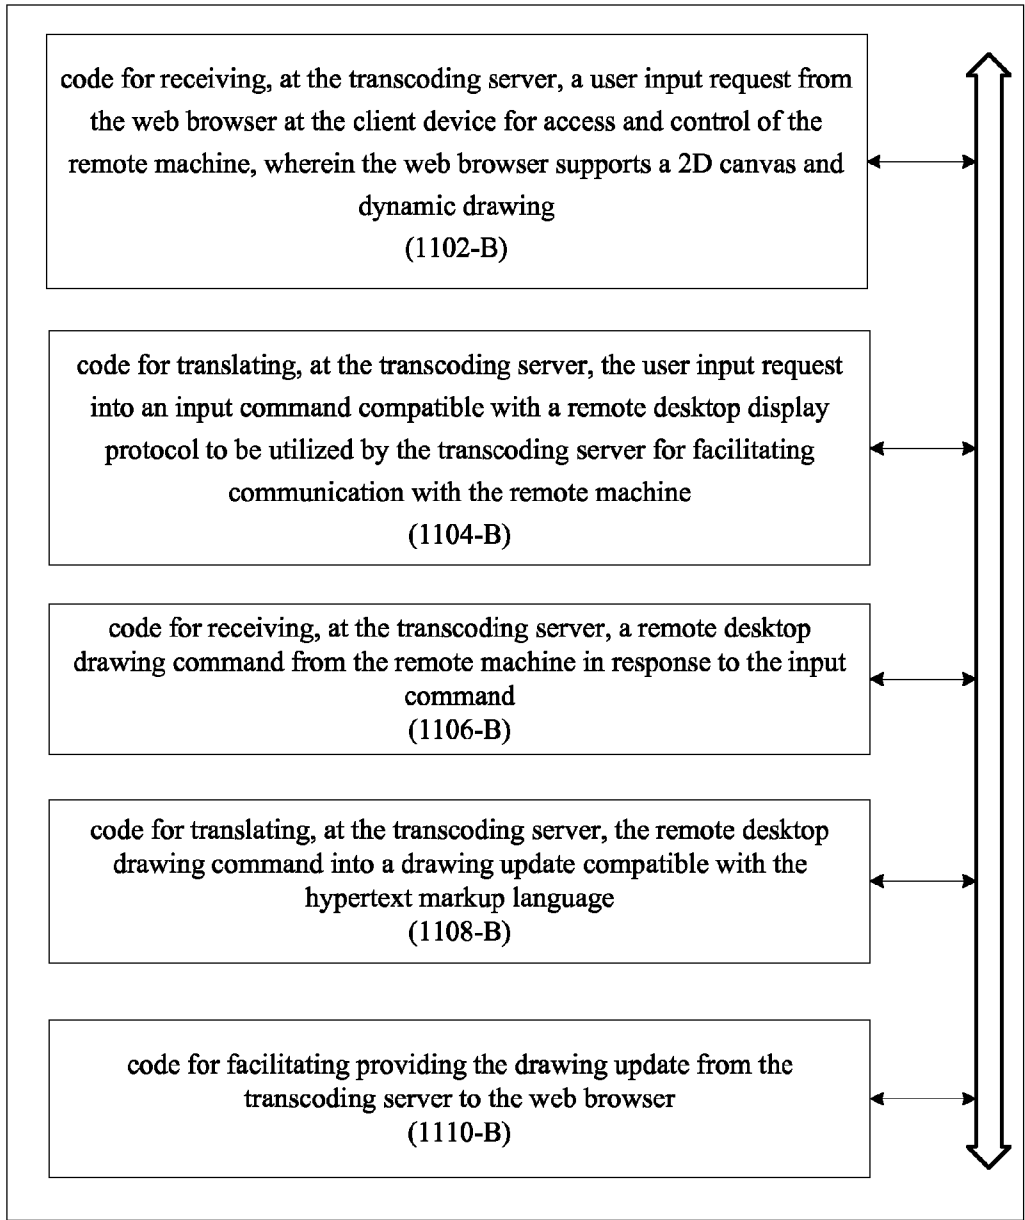 code for receiving, at the transcoding server, a user input request from
the web browser at the client device for access and control of the
remote machine, wherein the web browser supports a 2D canvas and
dynamic drawing
(1102-B)
code for translating, at the transcoding server, the user input request
into an input command compatible with a remote desktop display
protocol to be utilized by the transcoding server for facilitating
communication with the remote machine
(1104-B)
code for receiving, at the transcoding server, a remote desktop
drawing command from the remote machine in response to the input
command
(1106-B)
code for translating, at the transcoding server, the remote desktop
drawing command into a drawing update compatible with the
hypertext markup language
(1108-B)
code for facilitating providing the drawing update from the
transcoding server to the web browser
(1110-B)